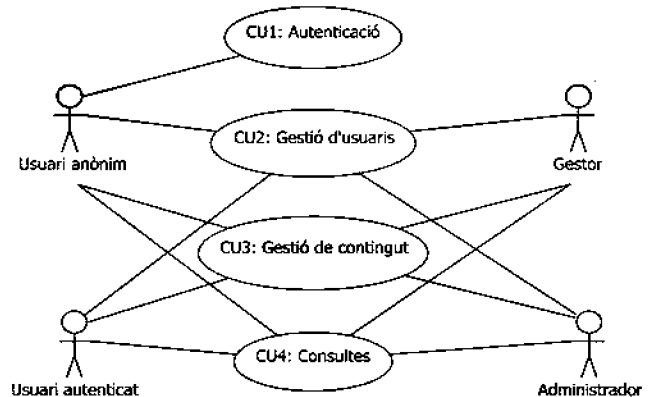 CU1: Autenticació
CU2: Gestió d'usuaris
Usuari anònim
Gestor
CU3: Gestió de contingut
CU4: Consultes
Usuari autenticat
Administrador